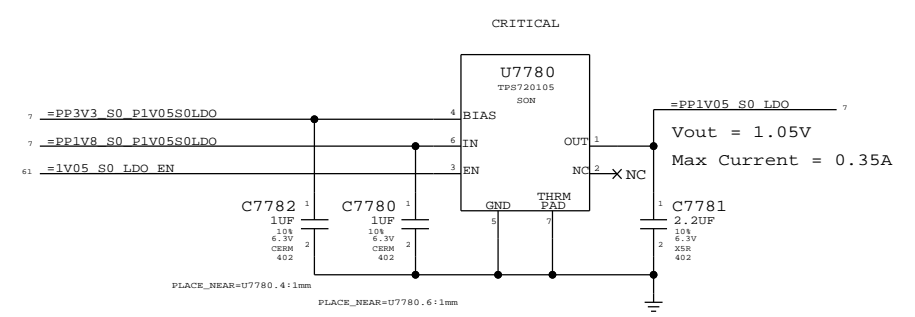 CRITICAL
U7780
TPS720105
SON
7 =PP3V3_S0_P1V05S0LDO 4 BIAS
=PP1V05_S0_LDO 7
7 =PP1V8_S0_P1V05S0LDO 6 IN OUT 1
Vout = 1.05V
61 =1V05_S0_LDO_EN 3 EN NC 2 NC
Max Current = 0.35A
GND THRM PAD
5 7
C7782 1
1UF
10%
6.3V
CERM
402
2
C7780 1
1UF
10%
6.3V
CERM
402
2
1 C7781
2.2UF
10%
6.3V
X5R
402
2
PLACE_NEAR=U7780.4:1mm
PLACE_NEAR=U7780.6:1mm